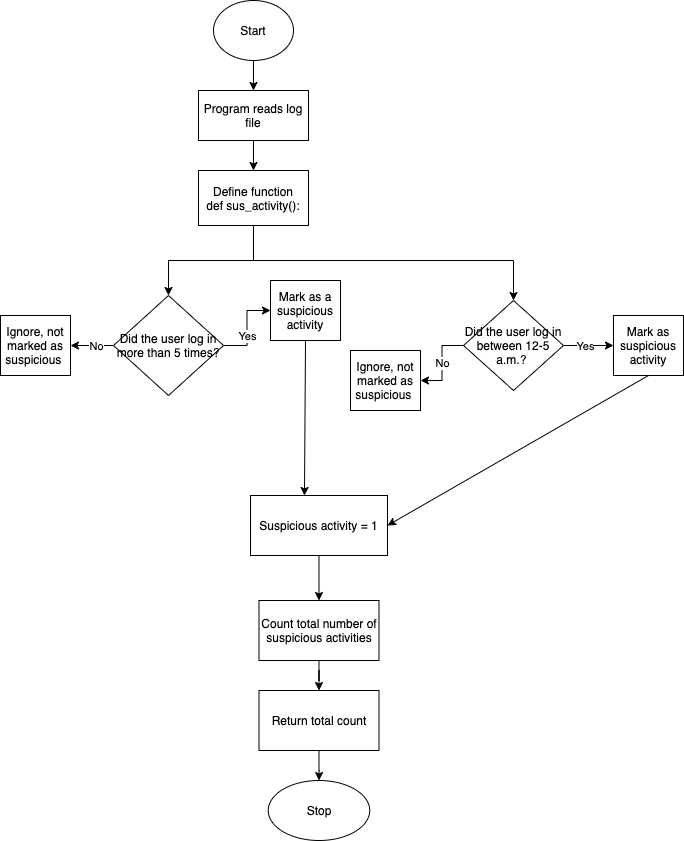 Start
Program reads log
file
Define function
def sus_activity():
Mark as a
suspicious
activity
Ignore, not
marked as
suspicious
No
Did the user log in
more than 5 times?
Yes
Ignore, not
marked as
suspicious
No
Did the user log in
between 12-5
a.m.?
Yes
Mark as
suspicious
activity
Suspicious activity = 1
Count total number of
suspicious activities
Return total count
Stop